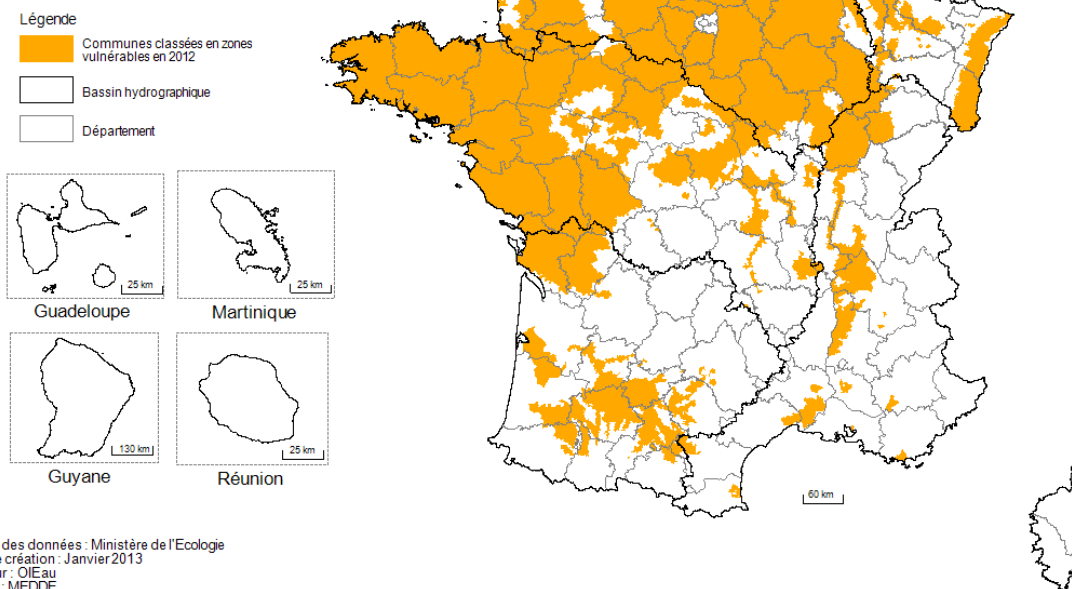 Légende
Communes classées en zones
vulnérables en 2012
Bassin hydrographique
Département
25 km
25 km
Guadeloupe
Martinique
130 km
25 km
Guyane
Réunion
60 km
des données : Ministère de l'Ecologie
création : Janvier 2013
: OIEau
: MEDDE